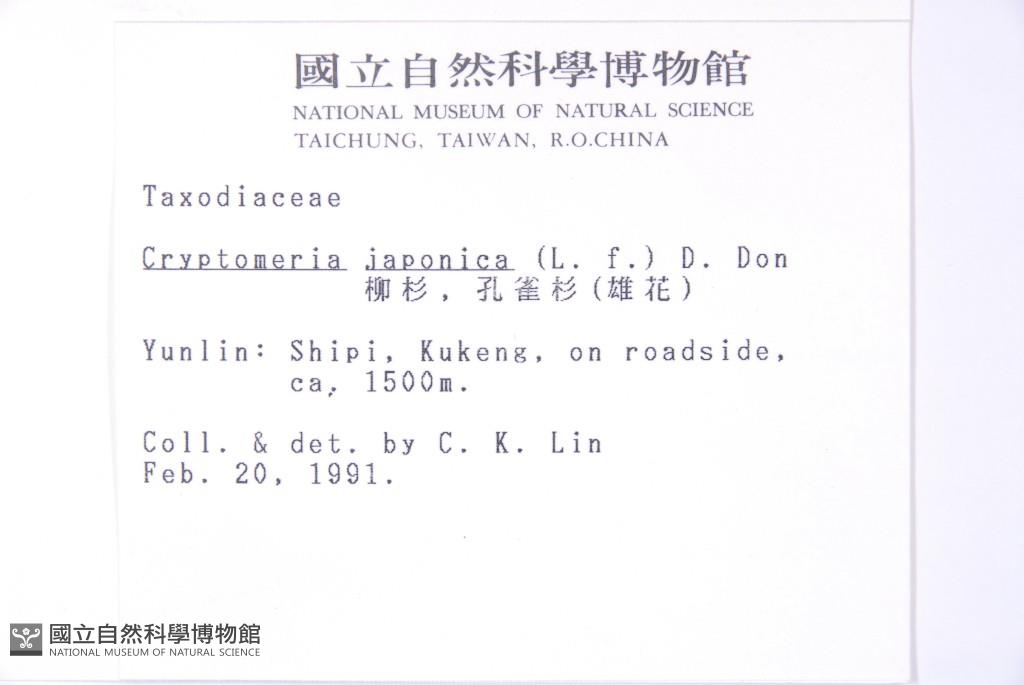 國立自然科學博物館
NATIONAL MUSEUM OF NATURAL SCIENCE
TAICHUNG, TAIWAN, R.O.CHINA
Taxodiaceae
Cryptomeria japonica (L. f.) D. Don
柳杉, 孔雀杉(雄花)
Yunlin: Shipi, Kukeng, on roadside,
ca. 1500m.
Coll. & det. by C. K. Lin
Feb. 20, 1991.
國立自然科學博物館
NATIONAL MUSEUM OF NATURAL SCIENCE